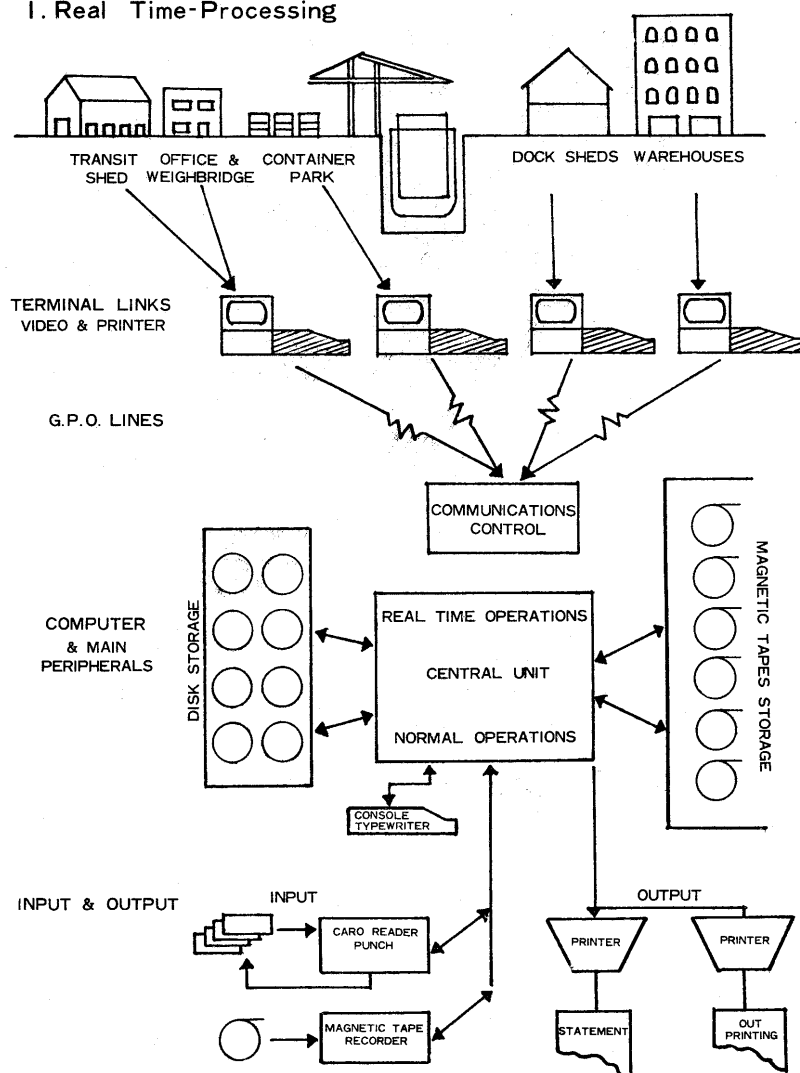 1. Real Time-Processing
TRANSIT SHED
OFFICE & WEIGHBRIDGE
CONTAINER PARK
DOCK SHEDS
WAREHOUSES
TERMINAL LINKS
VIDEO & PRINTER
G.P.O. LINES
COMMUNICATIONS
CONTROL
COMPUTER
& MAIN
PERIPHERALS
DISK STORAGE
REAL TIME OPERATIONS
CENTRAL UNIT
NORMAL OPERATIONS
MAGNETIC TAPES STORAGE
CONSOLE
TYPEWRITER
INPUT & OUTPUT
INPUT
CARO READER
PUNCH
MAGNETIC TAPE
RECORDER
OUTPUT
PRINTER
PRINTER
STATEMENT
OUT
PRINTING